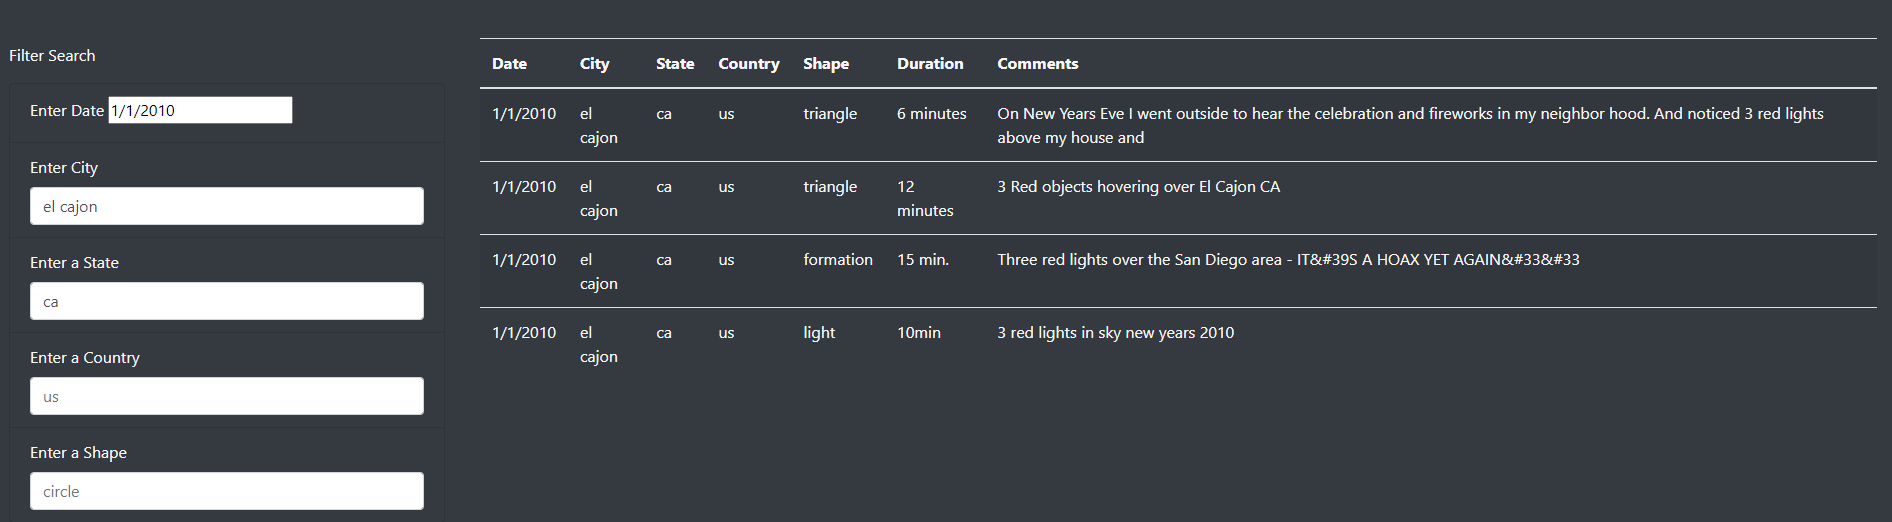 Filter Search
Enter Date 1/1/2010
Enter City
el cajon
Enter a State
ca
Enter a Country
us
Enter a Shape
circle
Date City State Country Shape Duration Comments
1/1/2010 el ca us triangle 6 minutes On New Years Eve I went outside to hear the celebration and fireworks in my neighbor hood. And noticed 3 red lights
cajon above my house and
1/1/2010 el ca us triangle 12 3 Red objects hovering over El Cajon CA
cajon minutes
1/1/2010 el ca us formation 15 min. Three red lights over the San Diego area - IT&#39S A HOAX YET AGAIN&#33&#33
cajon
1/1/2010 el ca us light 10min 3 red lights in sky new years 2010
cajon